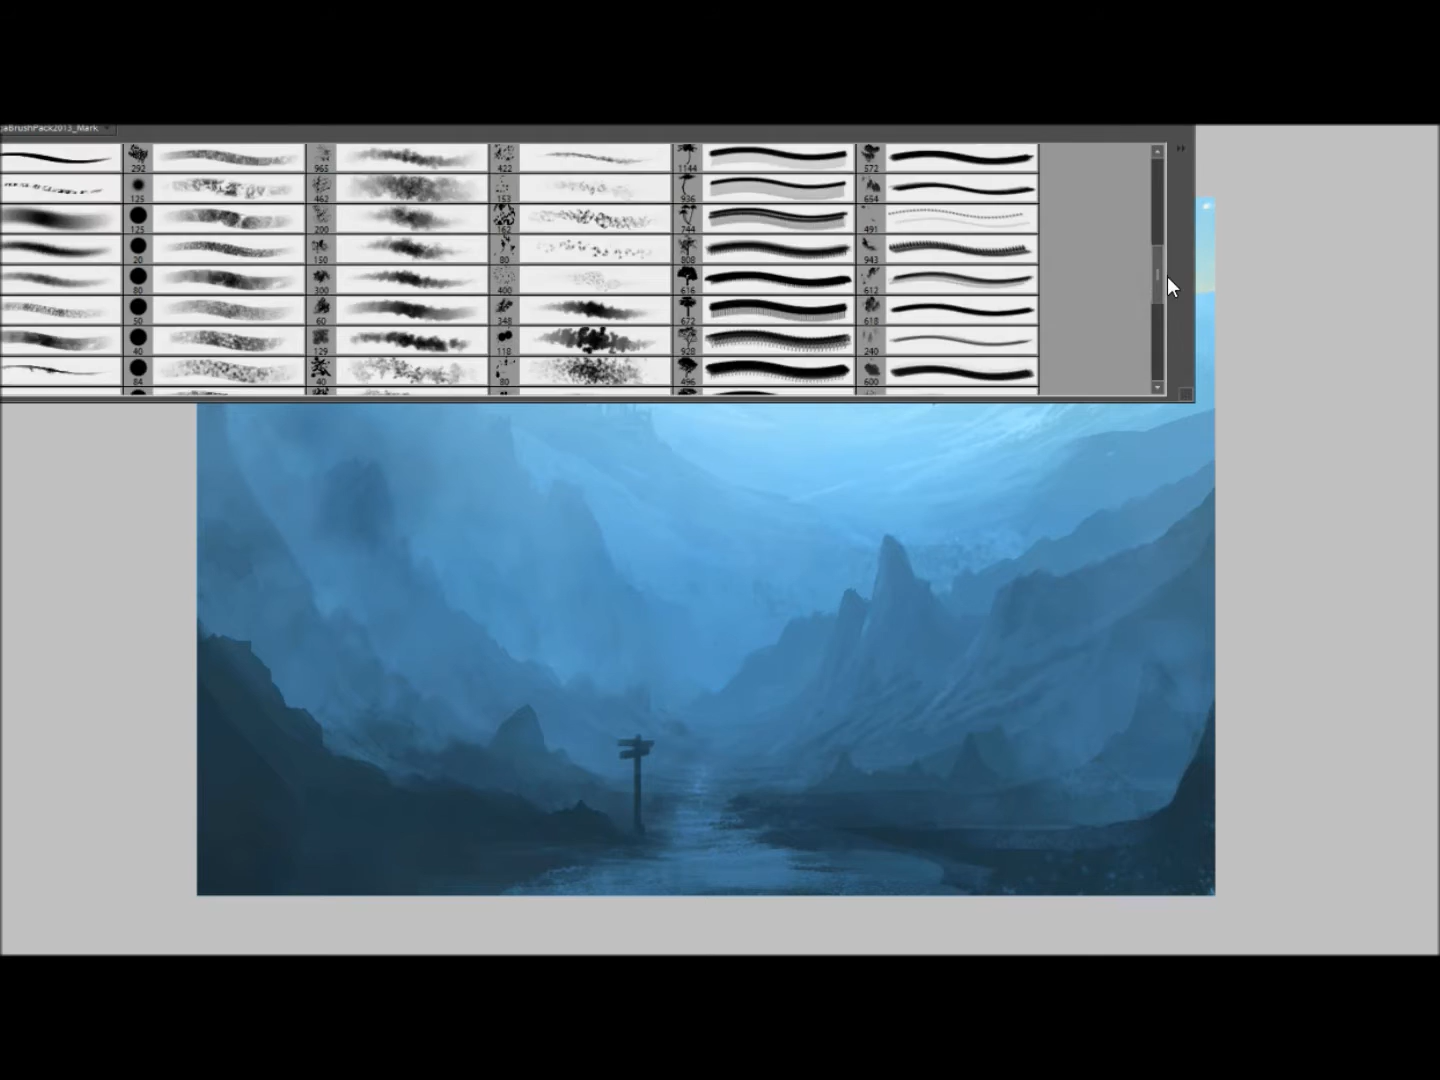 gaBrushPack2013_Mark
292 965 422 1144 572
125 462 153 936 654
125 200 162 744 491
20 150 80 808 943
80 300 400 616 612
50 60 348 672 618
40 129 118 928 240
84 40 80 496 600